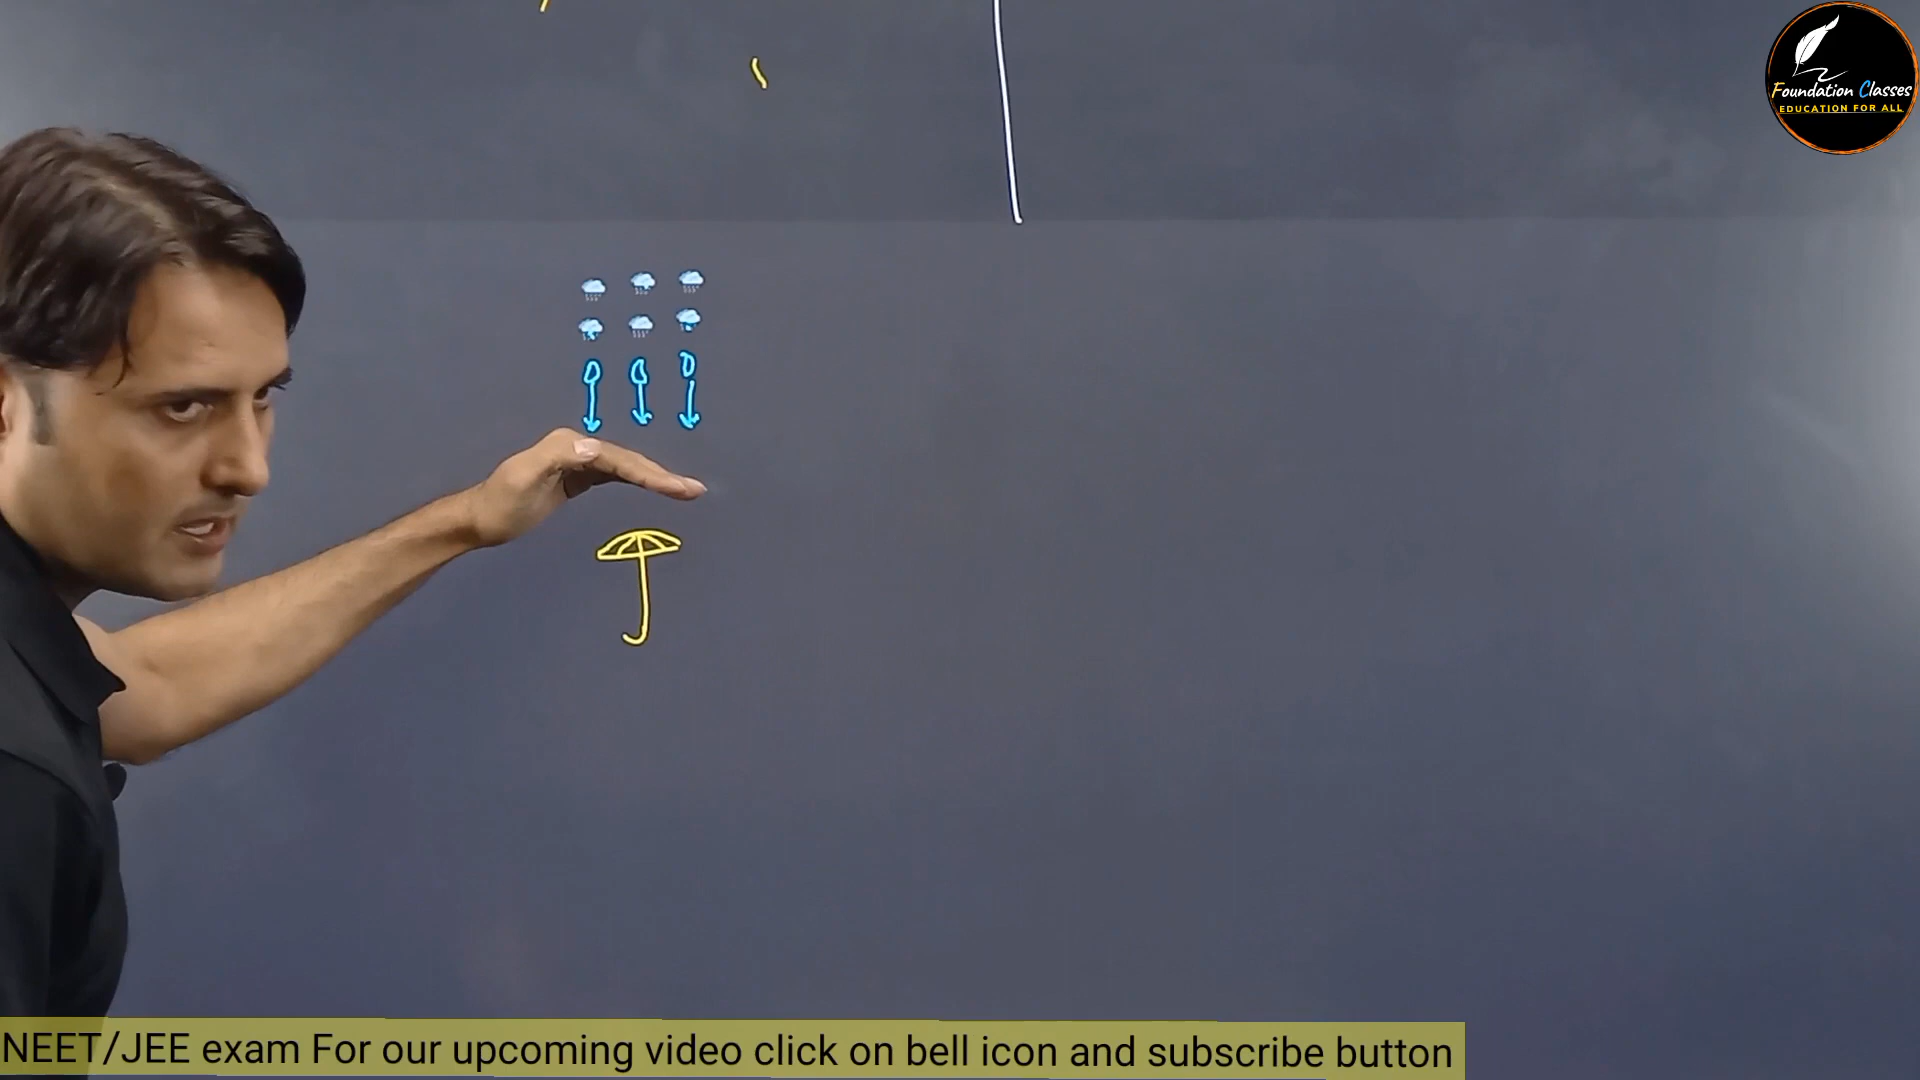 Foundation Classes
EDUCATION FOR ALL
NEET/JEE exam For our upcoming video click on bell icon and subscribe button